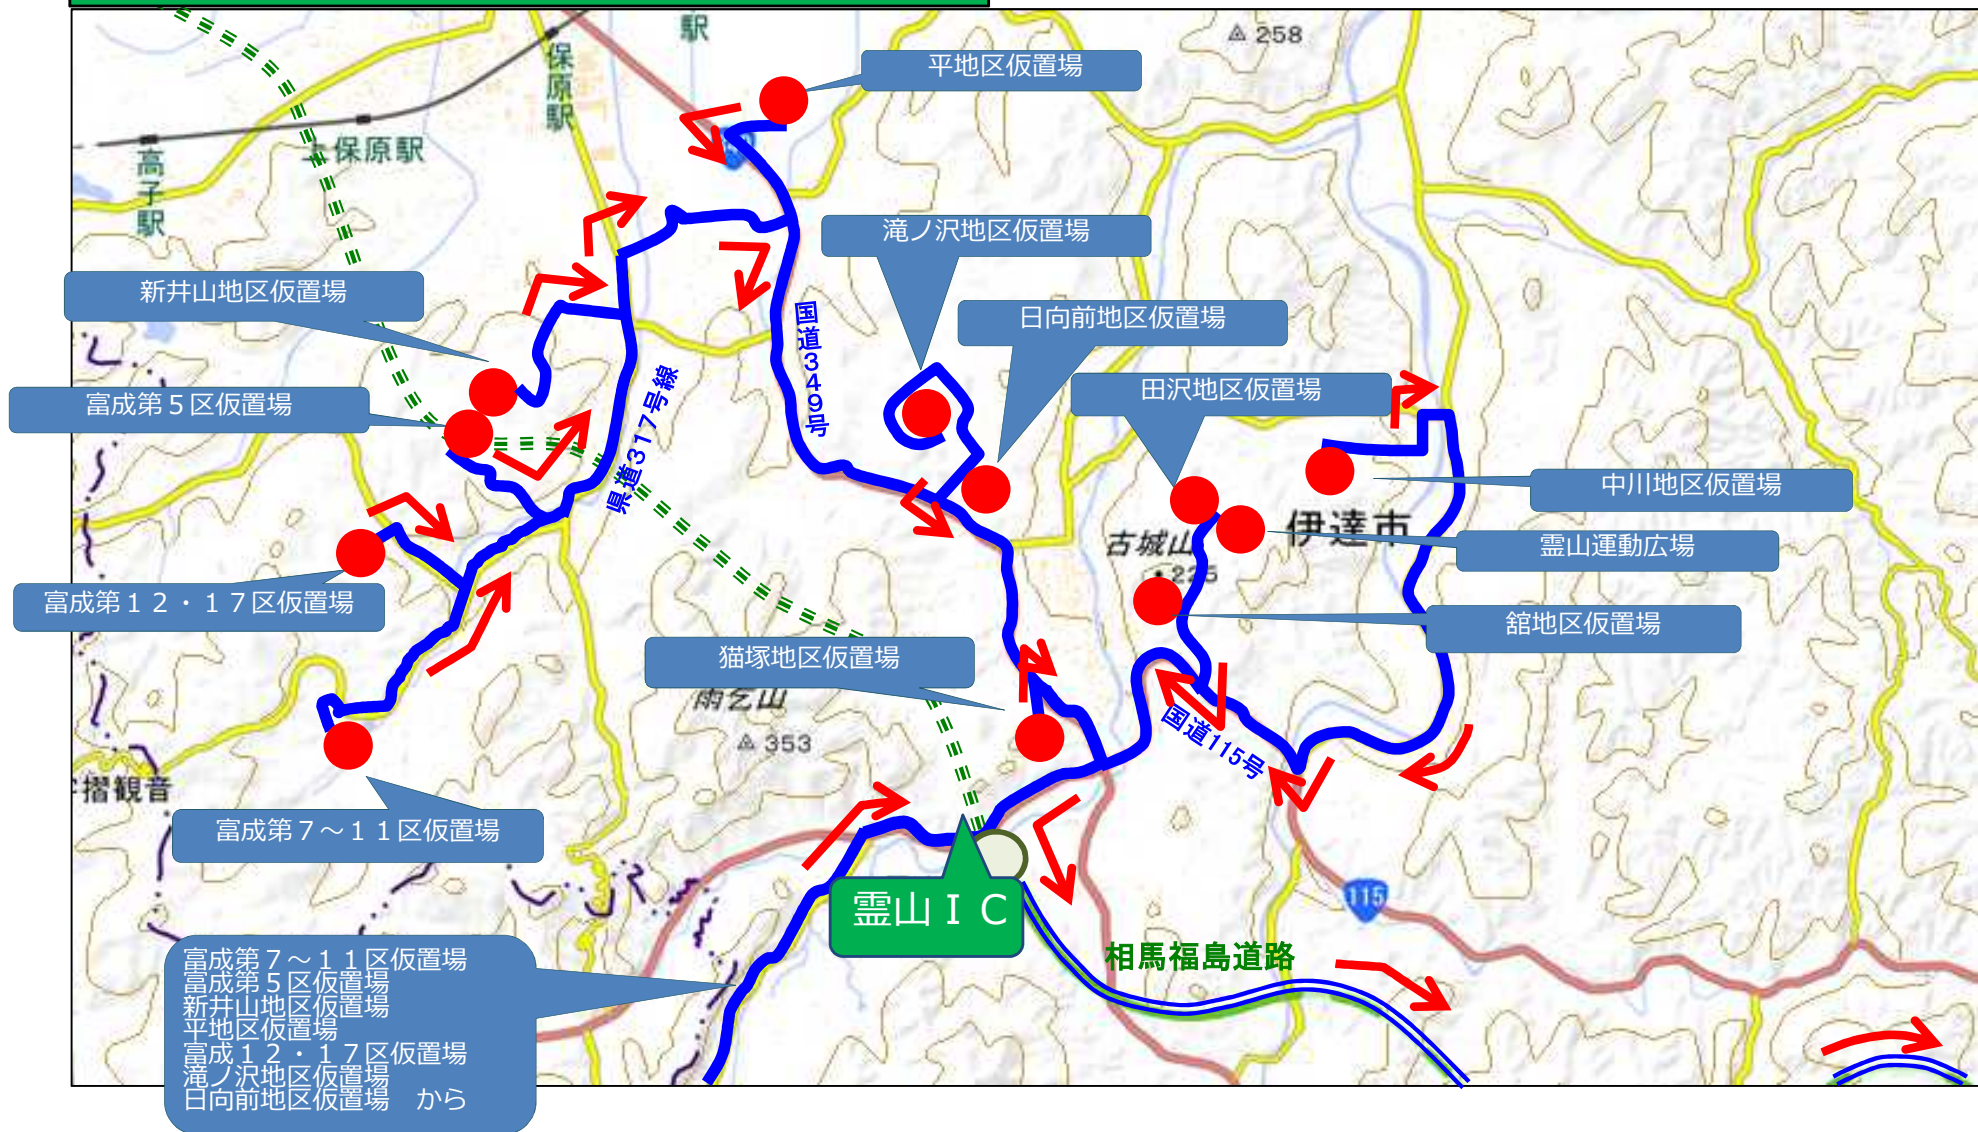 駅
258
保原駅
平地区仮置場
上保原駅
高子駅
滝ノ沢地区仮置場
新井山地区仮置場
日向前地区仮置場
国道349号
田沢地区仮置場
富成第5区仮置場
県道317号線
中川地区仮置場
伊達市
古城山
225
霊山運動広場
富成第12・17区仮置場
舘地区仮置場
猫塚地区仮置場
雨乞山
353
国道115号
摺観音
富成第7～11区仮置場
115
霊山IC
相馬福島道路
富成第7～11区仮置場
富成第5区仮置場
新井山地区仮置場
平地区仮置場
富成12・17区仮置場
滝ノ沢地区仮置場
日向前地区仮置場　から